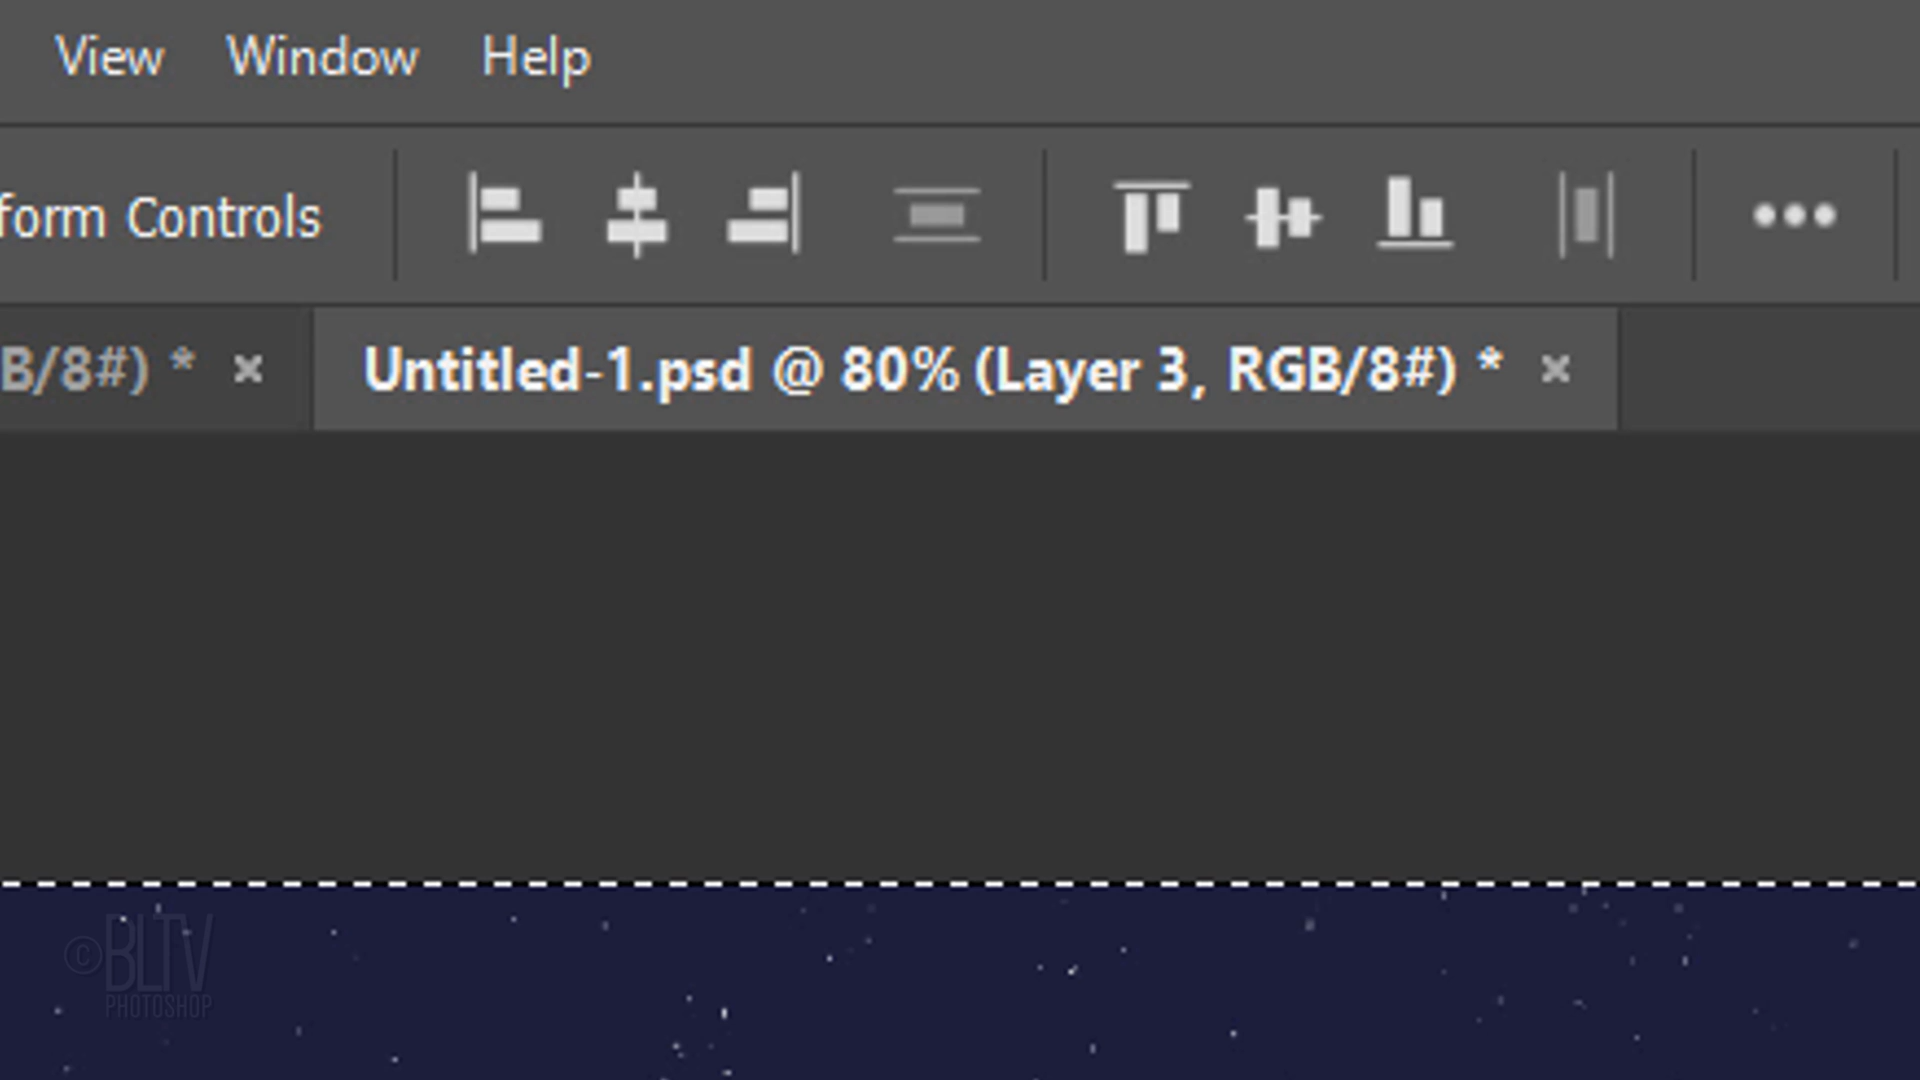 View Window Help
form Controls
B/8#) * × Untitled-1.psd @ 80% (Layer 3, RGB/8#) * ×
©BLTV
PHOTOSHOP